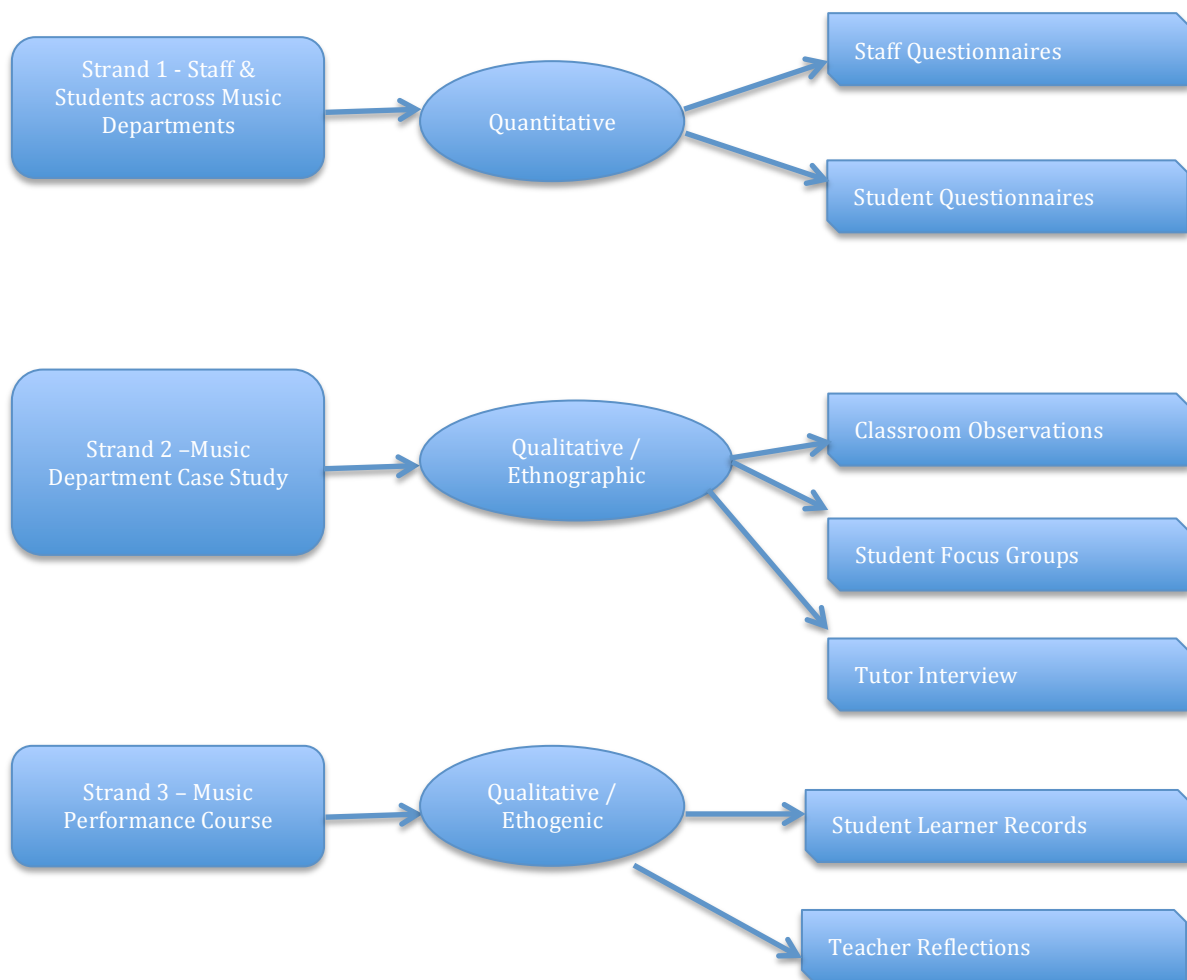 Strand 1 - Staff &
Students across Music
Departments
Quantitative
Staff Questionnaires
Student Questionnaires
Strand 2 –Music
Department Case Study
Qualitative /
Ethnographic
Classroom Observations
Student Focus Groups
Tutor Interview
Strand 3 – Music
Performance Course
Qualitative /
Ethogenic
Student Learner Records
Teacher Reflections